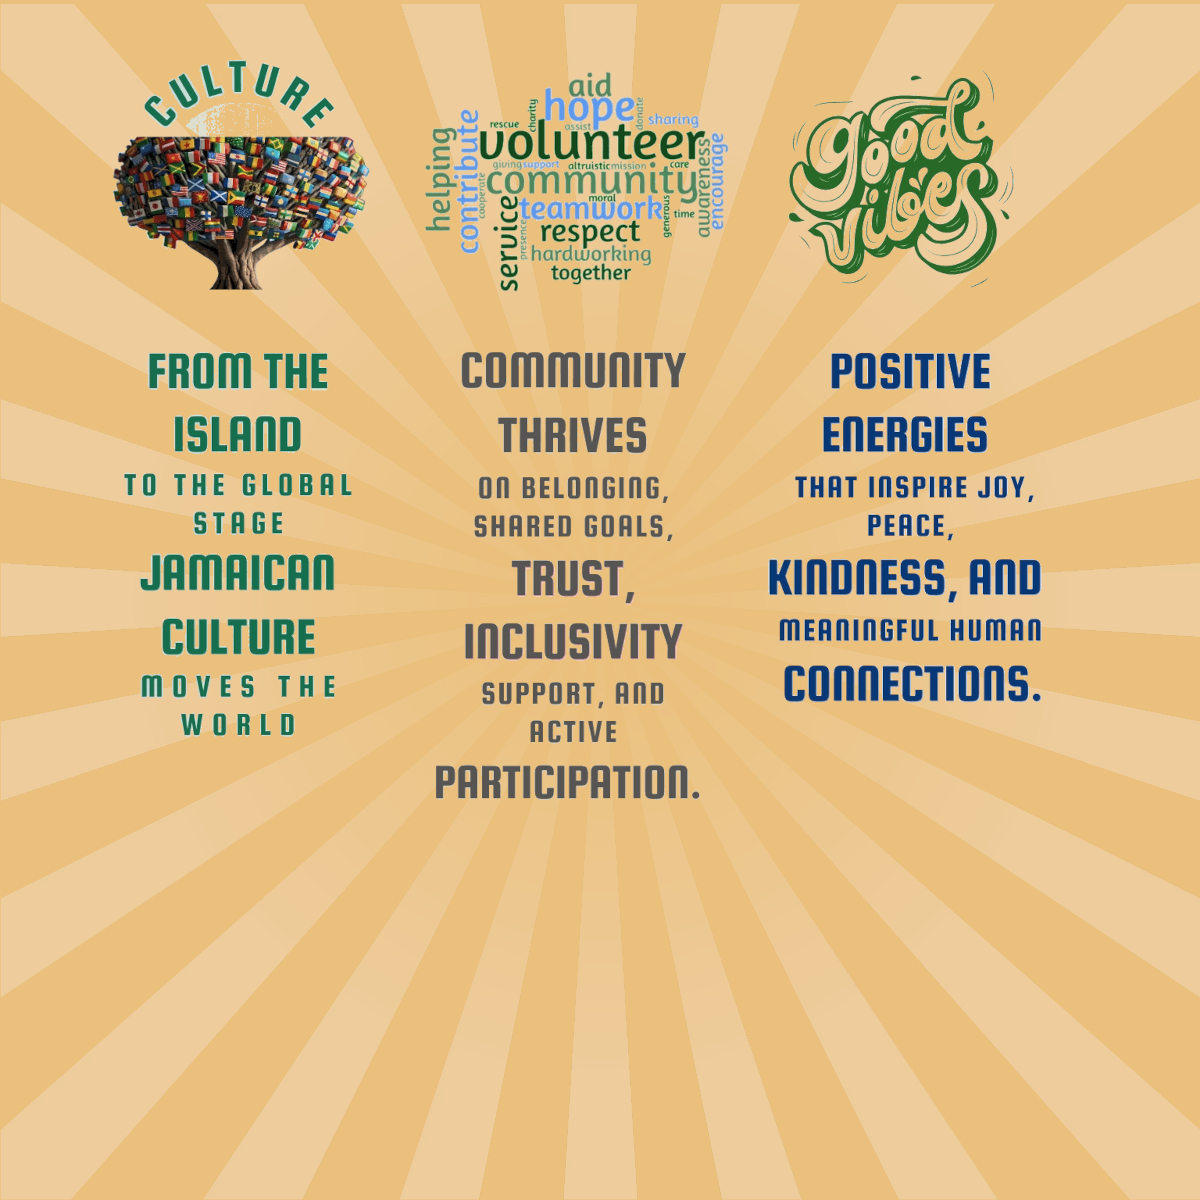 CULTURE
FROM THE
ISLAND
TO THE GLOBAL
STAGE
JAMAICAN
CULTURE
MOVES THE
WORLD
aid
hope
charity
donate
sharing
rescue
assist
volunteer
helping
contribute
giving
support
altruistic
mission
care
awareness
encourage
cooperate
community
moral
generous
time
teamwork
service
presence
respect
hardworking
together
COMMUNITY
THRIVES
ON BELONGING,
SHARED GOALS,
TRUST,
INCLUSIVITY
SUPPORT, AND
ACTIVE
PARTICIPATION.
good
vibes
POSITIVE
ENERGIES
THAT INSPIRE JOY,
PEACE,
KINDNESS, AND
MEANINGFUL HUMAN
CONNECTIONS.